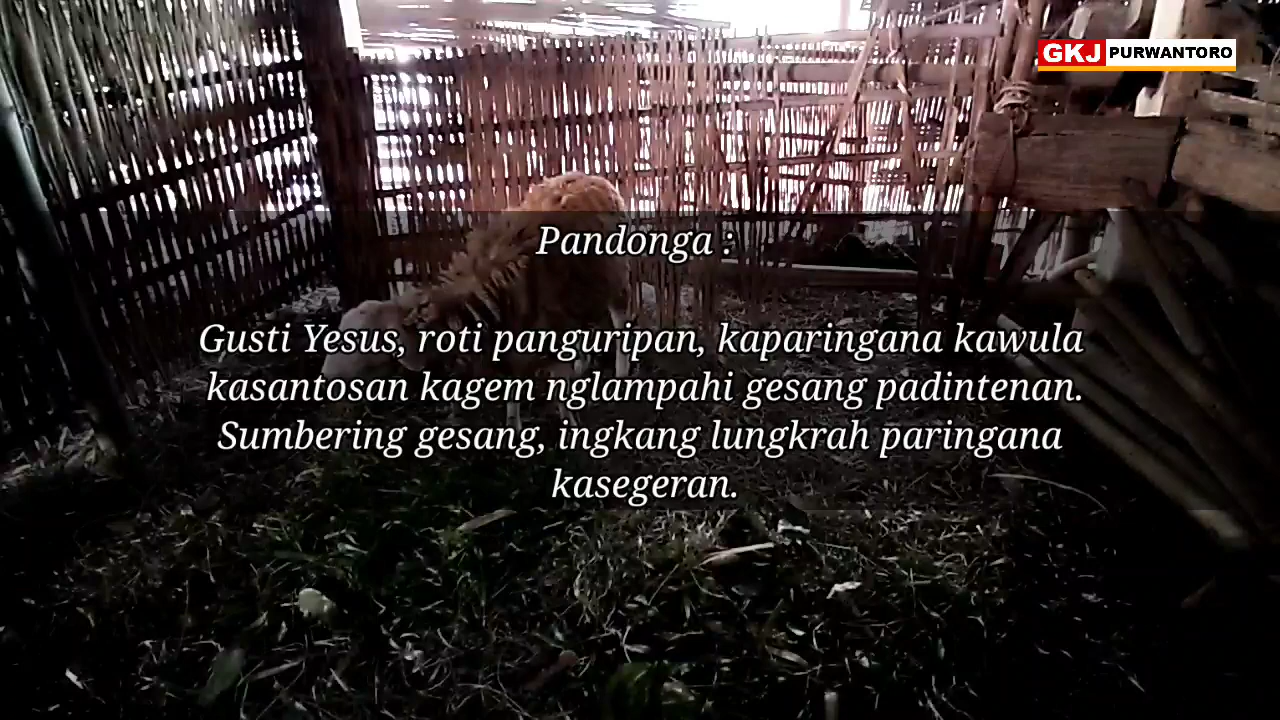 GKJ PURWANTORO
Pandonga :
Gusti Yesus, roti panguripan, kaparingana kawula
kasantosan kagem nglampahi gesang padintenan.
Sumbering gesang, ingkang lungkrah paringana
kasegeran.